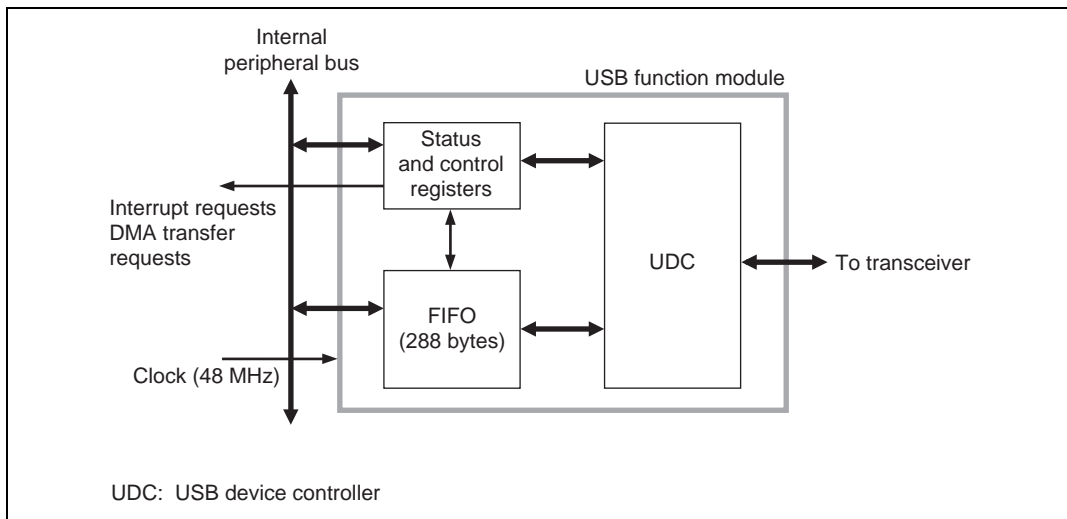 Internal
peripheral bus
USB function module
Status
and control
registers
Interrupt requests
DMA transfer
requests
UDC
To transceiver
FIFO
(288 bytes)
Clock (48 MHz)
UDC: USB device controller